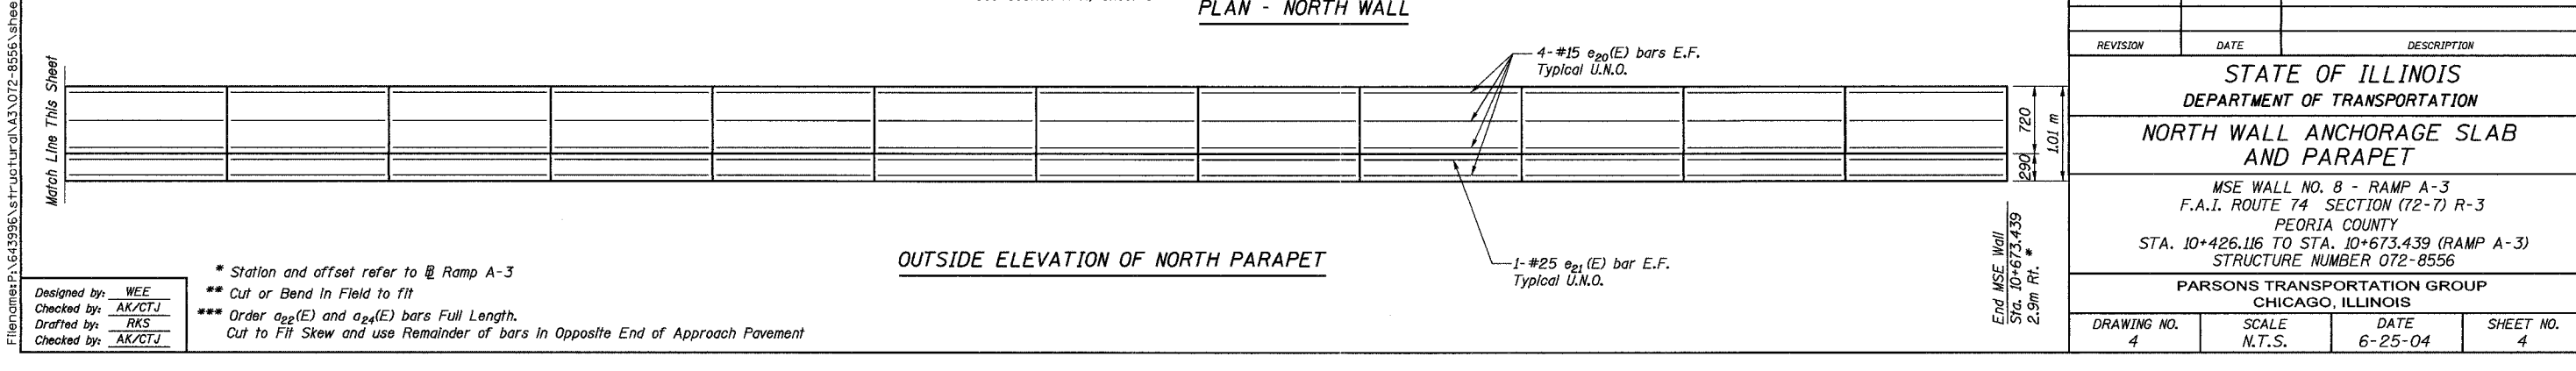 PLAN - NORTH WALL
Filename:P:\643996\structural\A3\072-8556\shee
Match Line This Sheet
4-#15 e20(E) bars E.F.
Typical U.N.O.
720
290
1.01 m
OUTSIDE ELEVATION OF NORTH PARAPET
1-#25 e21(E) bar E.F.
Typical U.N.O.
End MSE Wall
Sta. 10+673.439
2.9m Rt. *
* Station and offset refer to ℄ Ramp A-3
** Cut or Bend in Field to fit
*** Order a22(E) and a24(E) bars Full Length.
Cut to Fit Skew and use Remainder of bars in Opposite End of Approach Pavement
Designed by: WEE
Checked by: AK/CTJ
Drafted by: RKS
Checked by: AK/CTJ
REVISION DATE DESCRIPTION
STATE OF ILLINOIS
DEPARTMENT OF TRANSPORTATION
NORTH WALL ANCHORAGE SLAB
AND PARAPET
MSE WALL NO. 8 - RAMP A-3
F.A.I. ROUTE 74 SECTION (72-7) R-3
PEORIA COUNTY
STA. 10+426.116 TO STA. 10+673.439 (RAMP A-3)
STRUCTURE NUMBER 072-8556
PARSONS TRANSPORTATION GROUP
CHICAGO, ILLINOIS
DRAWING NO. SCALE DATE SHEET NO.
4 N.T.S. 6-25-04 4